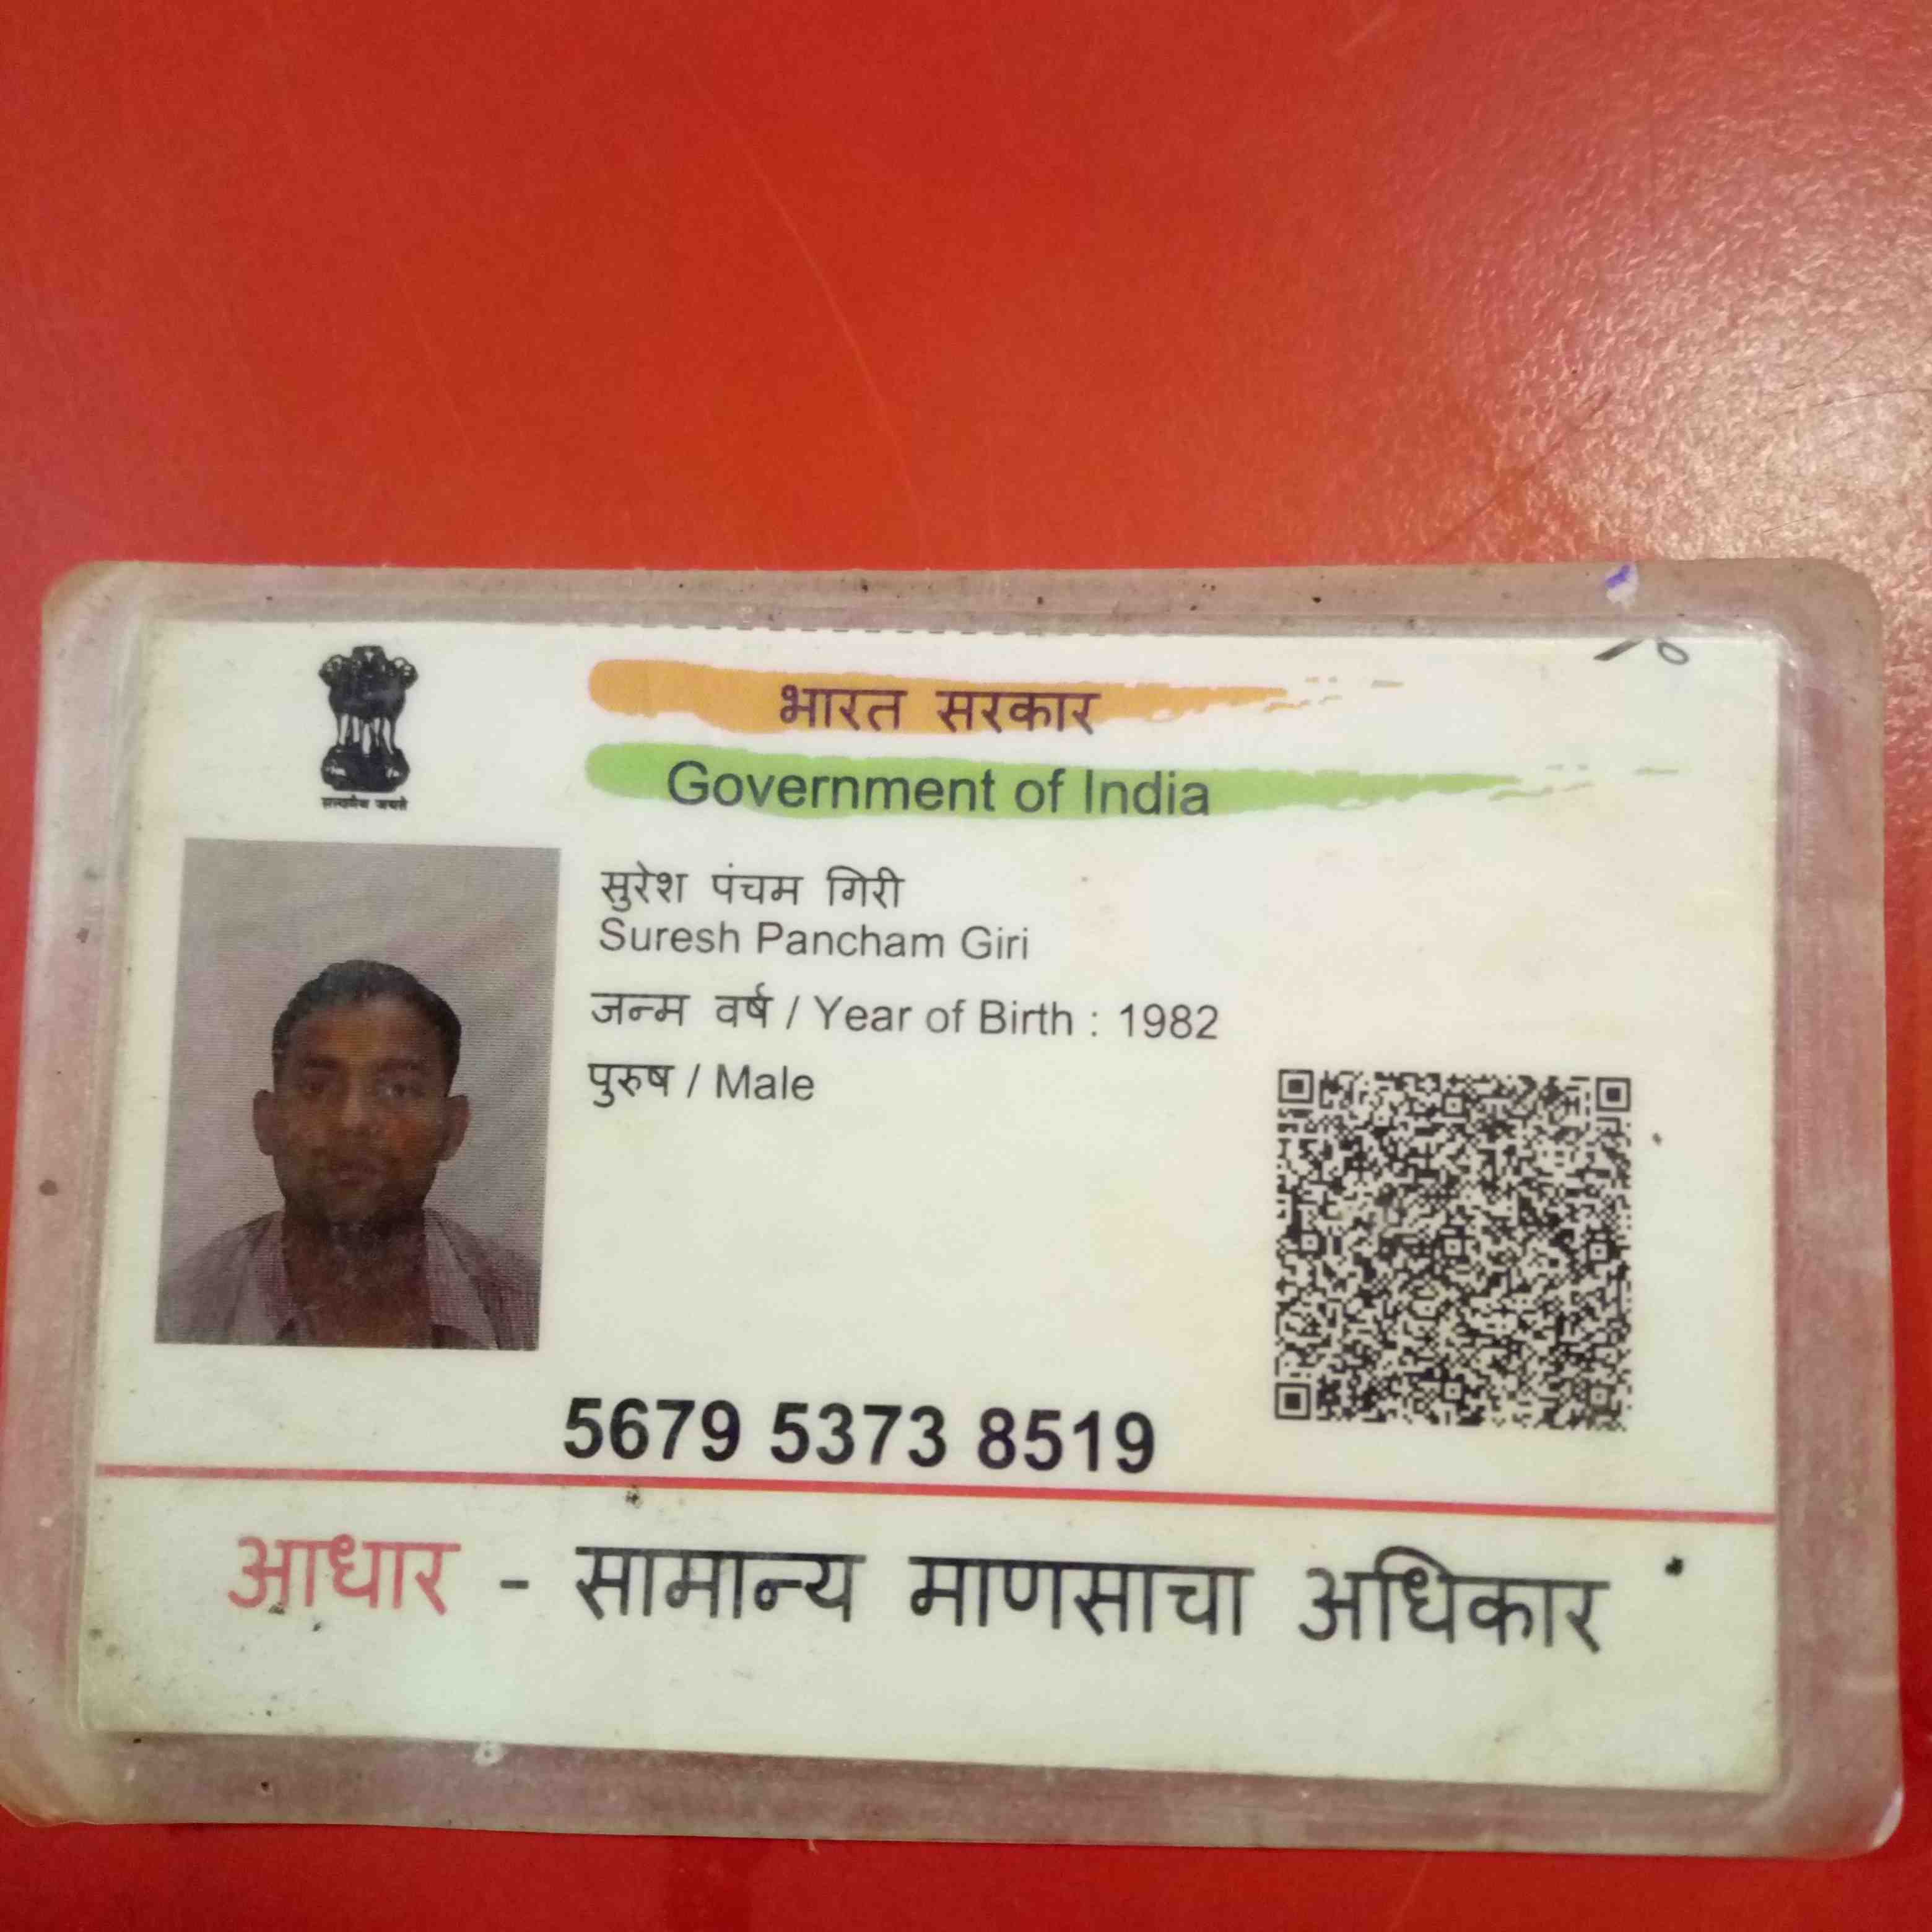 भारत सरकार
Government of India
सत्यमेव जयते
सुरेश पंचम गिरी
Suresh Pancham Giri
जन्म वर्ष / Year of Birth : 1982
पुरुष / Male
5679 5373 8519
आधार - सामान्य माणसाचा अधिकार